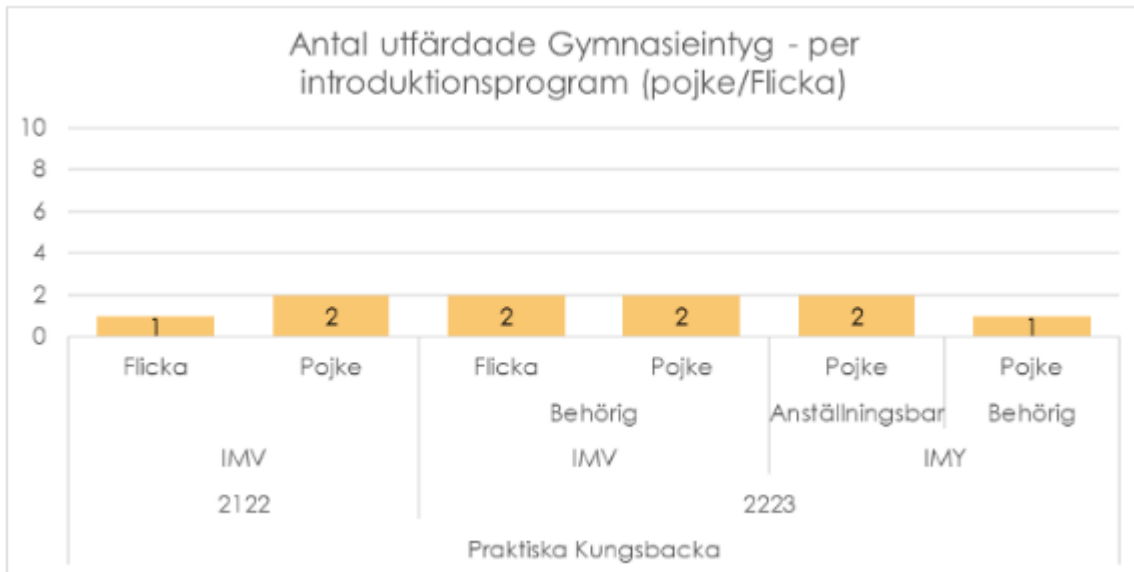 Antal utfärdade Gymnasieintyg - per
introduktionsprogram (pojke/Flicka)
10
8
6
4
2
0
1 2 2 2 2 1
Flicka Pojke Flicka Pojke Pojke Pojke
Behörig Anställningsbar Behörig
IMV IMV IMY
2122 2223
Praktiska Kungsbacka